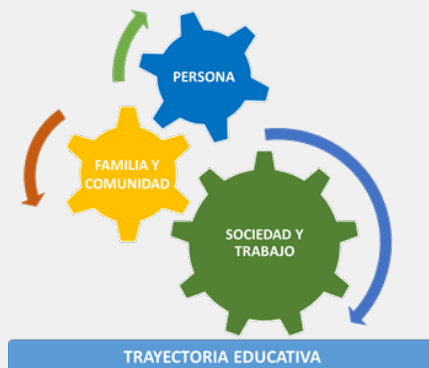 PERSONA
FAMILIA Y
COMUNIDAD
SOCIEDAD Y
TRABAJO
TRAYECTORIA EDUCATIVA